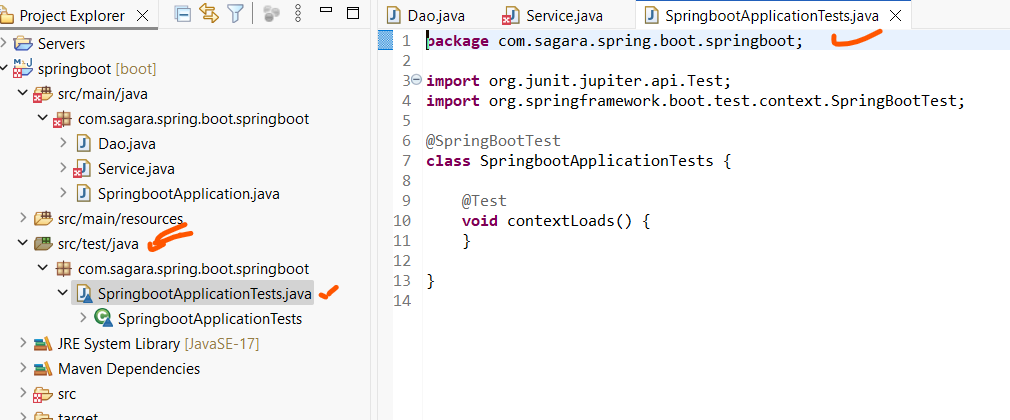 Project Explorer
Servers
springboot [boot]
src/main/java
com.sagara.spring.boot.springboot
Dao.java
Service.java
SpringbootApplication.java
src/main/resources
src/test/java
com.sagara.spring.boot.springboot
SpringbootApplicationTests.java
SpringbootApplicationTests
JRE System Library [JavaSE-17]
Maven Dependencies
src
target
Dao.java Service.java SpringbootApplicationTests.java
1 package com.sagara.spring.boot.springboot;
2
3 import org.junit.jupiter.api.Test;
4 import org.springframework.boot.test.context.SpringBootTest;
5
6 @SpringBootTest
7 class SpringbootApplicationTests {
8
9 @Test
10 void contextLoads() {
11 }
12
13 }
14